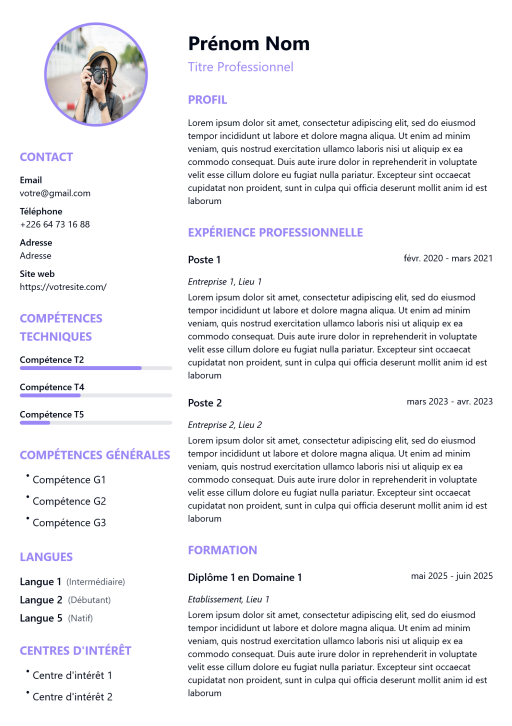 Prénom Nom
Titre Professionnel
PROFIL
Lorem ipsum dolor sit amet, consectetur adipiscing elit, sed do eiusmod
tempor incididunt ut labore et dolore magna aliqua. Ut enim ad minim
veniam, quis nostrud exercitation ullamco laboris nisi ut aliquip ex ea
commodo consequat. Duis aute irure dolor in reprehenderit in voluptate
velit esse cillum dolore eu fugiat nulla pariatur. Excepteur sint occaecat
cupidatat non proident, sunt in culpa qui officia deserunt mollit anim id est
laborum
EXPÉRIENCE PROFESSIONNELLE
Poste 1 févr. 2020 - mars 2021
Entreprise 1, Lieu 1
Lorem ipsum dolor sit amet, consectetur adipiscing elit, sed do eiusmod
tempor incididunt ut labore et dolore magna aliqua. Ut enim ad minim
veniam, quis nostrud exercitation ullamco laboris nisi ut aliquip ex ea
commodo consequat. Duis aute irure dolor in reprehenderit in voluptate
velit esse cillum dolore eu fugiat nulla pariatur. Excepteur sint occaecat
cupidatat non proident, sunt in culpa qui officia deserunt mollit anim id est
laborum
Poste 2 mars 2023 - avr. 2023
Entreprise 2, Lieu 2
Lorem ipsum dolor sit amet, consectetur adipiscing elit, sed do eiusmod
tempor incididunt ut labore et dolore magna aliqua. Ut enim ad minim
veniam, quis nostrud exercitation ullamco laboris nisi ut aliquip ex ea
commodo consequat. Duis aute irure dolor in reprehenderit in voluptate
velit esse cillum dolore eu fugiat nulla pariatur. Excepteur sint occaecat
cupidatat non proident, sunt in culpa qui officia deserunt mollit anim id est
laborum
FORMATION
Diplôme 1 en Domaine 1 mai 2025 - juin 2025
Etablissement, Lieu 1
Lorem ipsum dolor sit amet, consectetur adipiscing elit, sed do eiusmod
tempor incididunt ut labore et dolore magna aliqua. Ut enim ad minim
veniam, quis nostrud exercitation ullamco laboris nisi ut aliquip ex ea
commodo consequat. Duis aute irure dolor in reprehenderit in voluptate
velit esse cillum dolore eu fugiat nulla pariatur. Excepteur sint occaecat
cupidatat non proident, sunt in culpa qui officia deserunt mollit anim id est
laborum
CONTACT
Email
votre@gmail.com
Téléphone
+226 64 73 16 88
Adresse
Adresse
Site web
https://votresite.com/
COMPÉTENCES
TECHNIQUES
Compétence T2
Compétence T4
Compétence T5
COMPÉTENCES GÉNÉRALES
• Compétence G1
• Compétence G2
• Compétence G3
LANGUES
Langue 1 (Intermédiaire)
Langue 2 (Débutant)
Langue 5 (Natif)
CENTRES D'INTÉRÊT
• Centre d'intérêt 1
• Centre d'intérêt 2